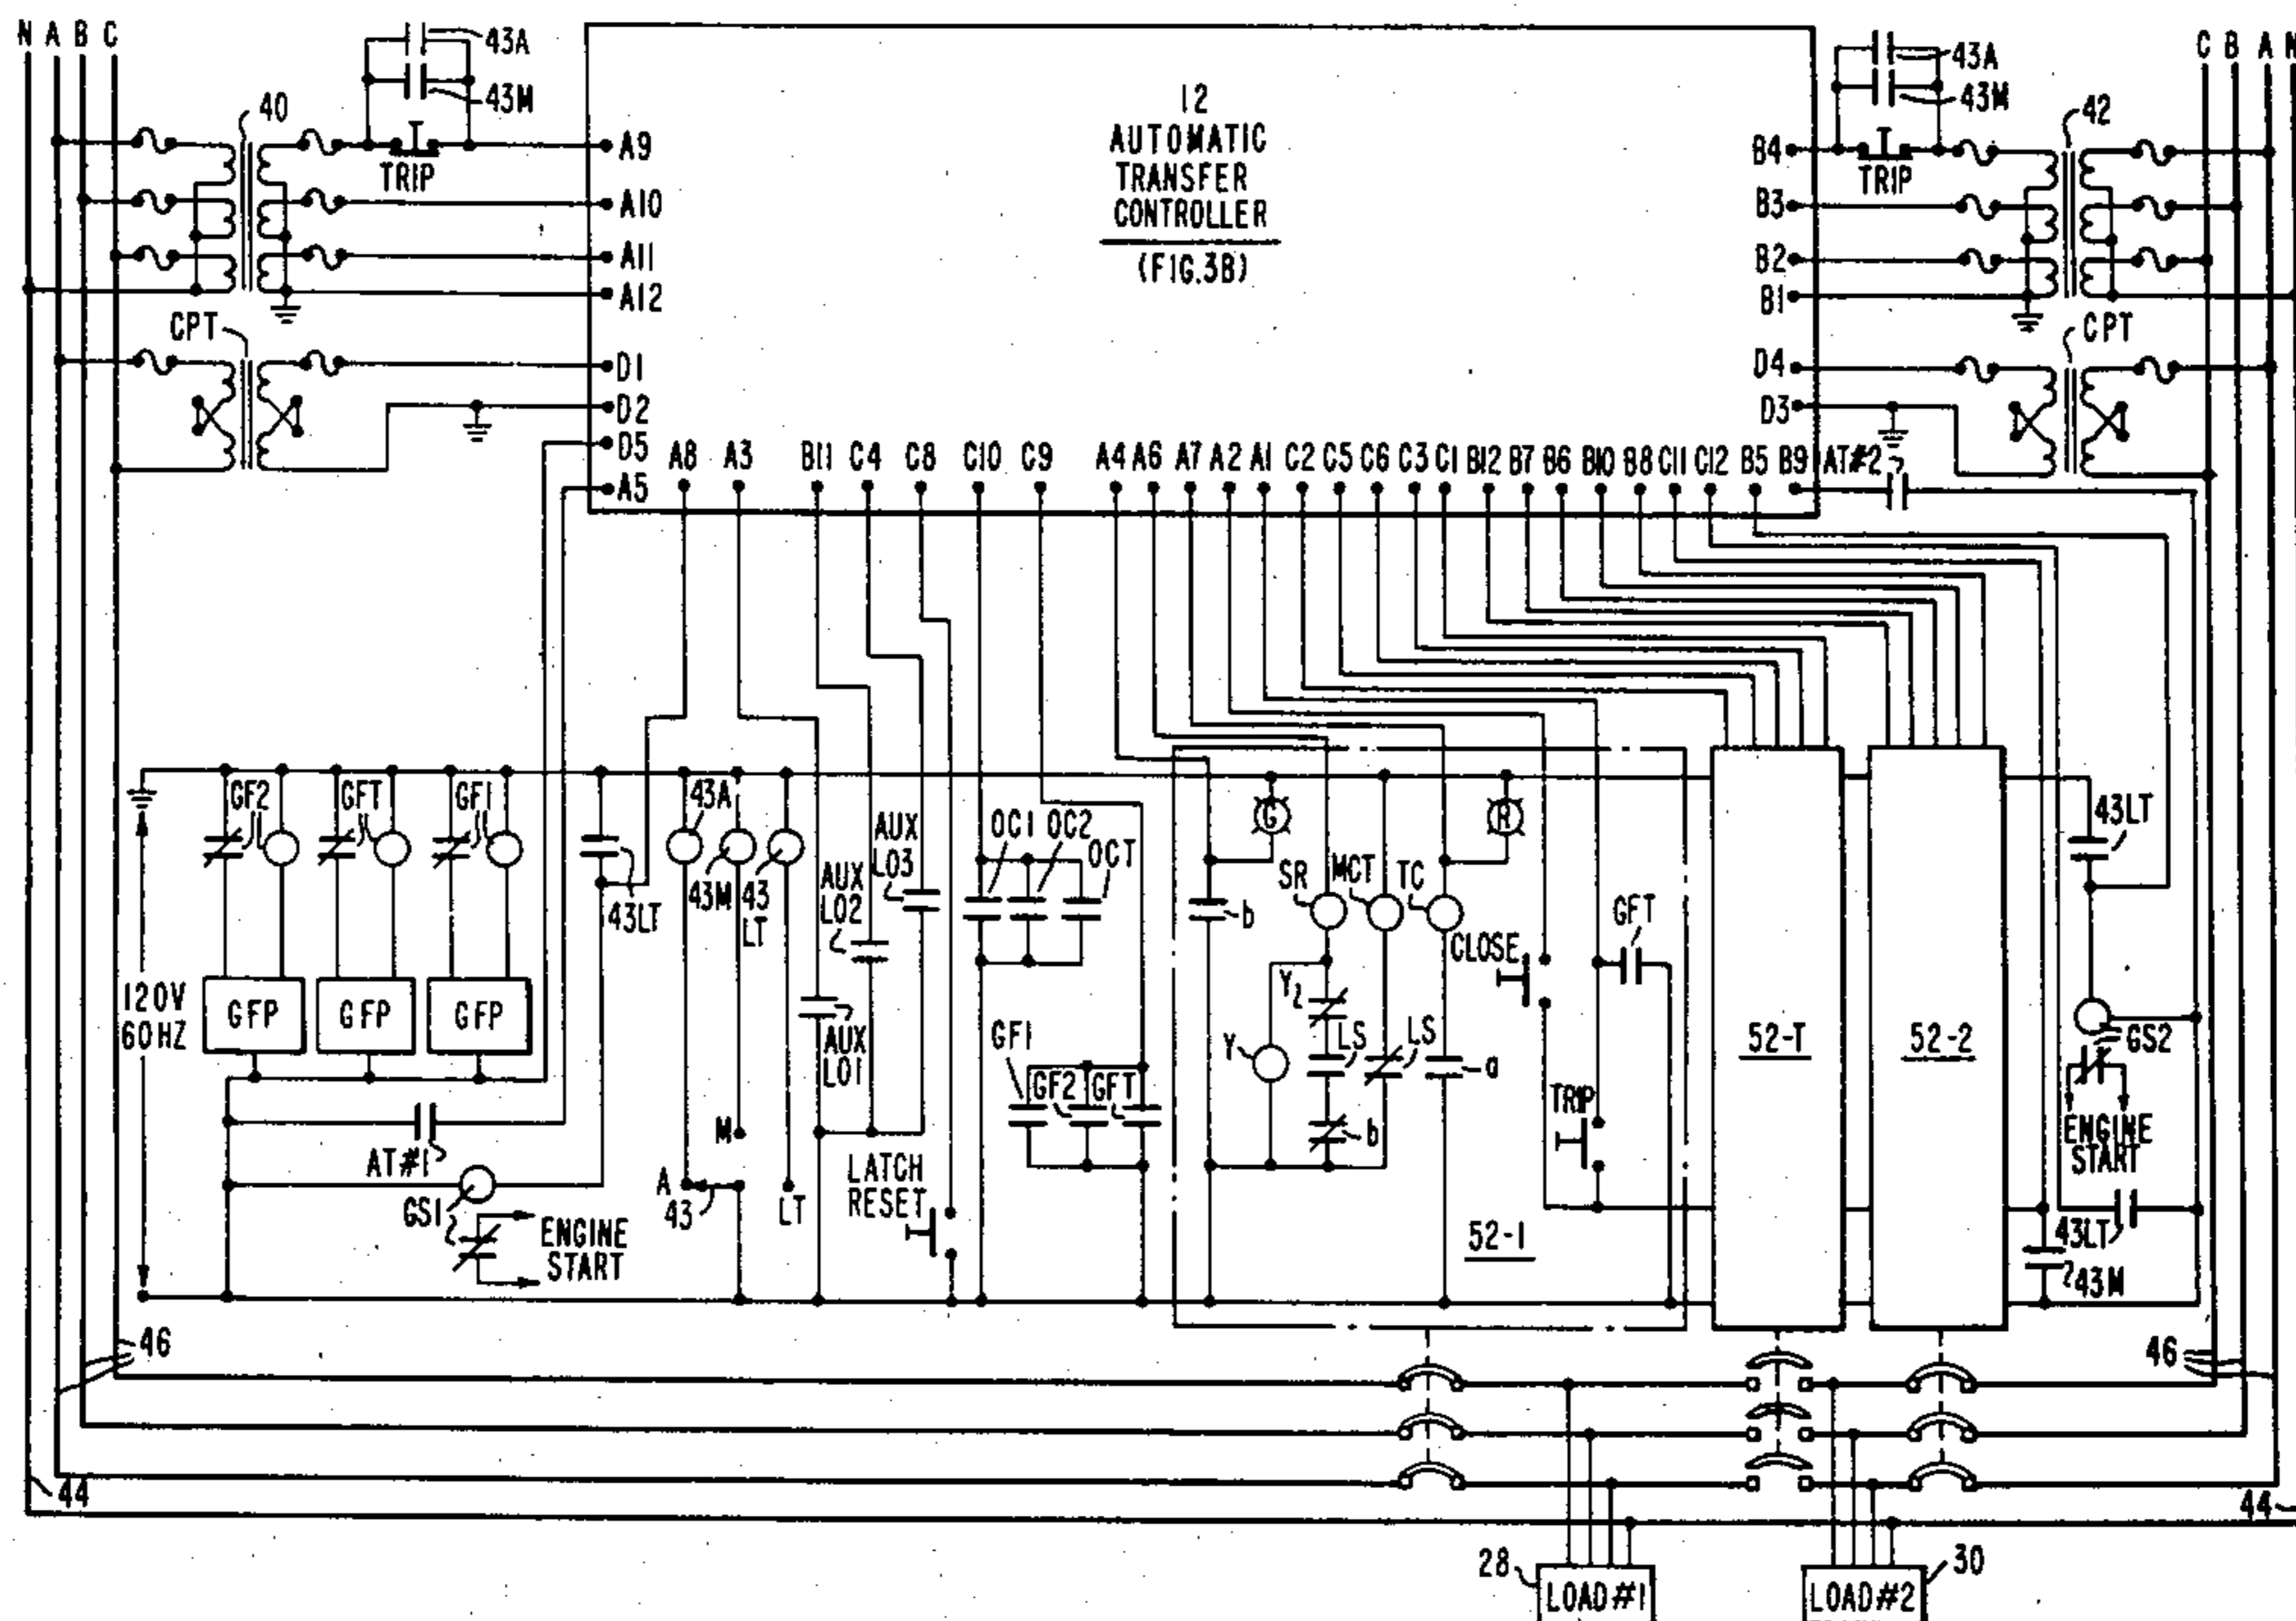 N A B C
43A
43M
40
TRIP
A9
A10
A11
A12
CPT
D1
D2
D5
A5
12
AUTOMATIC
TRANSFER
CONTROLLER
(FIG.3B)
43A
43M
42
C B A N
B4
TRIP
B3
B2
B1
CPT
D4
D3
A8 A3 B11 C4 C8 C10 C9 A4 A6 A7 A2 A1 C2 C5 C6 C3 C1 B12 B7 B6 B10 B8 C11 C12 B5 B9 AT#2
GF2 GFT GF1
43A
43M 43
LT
43LT
AUX
LO2
AUX
LO3
AUX
LO1
OC1 OC2
OCT
G
R
SR MCT TC
b
CLOSE
GFT
43LT
120V
60HZ
GFP GFP GFP
GF1
GF2 GFT
Y
Y2
LS
LS
a
b
TRIP
52-T
52-2
GS2
ENGINE
START
AT#1
GS1
ENGINE
START
M
A
43
LT
LATCH
RESET
52-1
43LT
43M
46
46
44
44
28
LOAD#1
30
LOAD#2